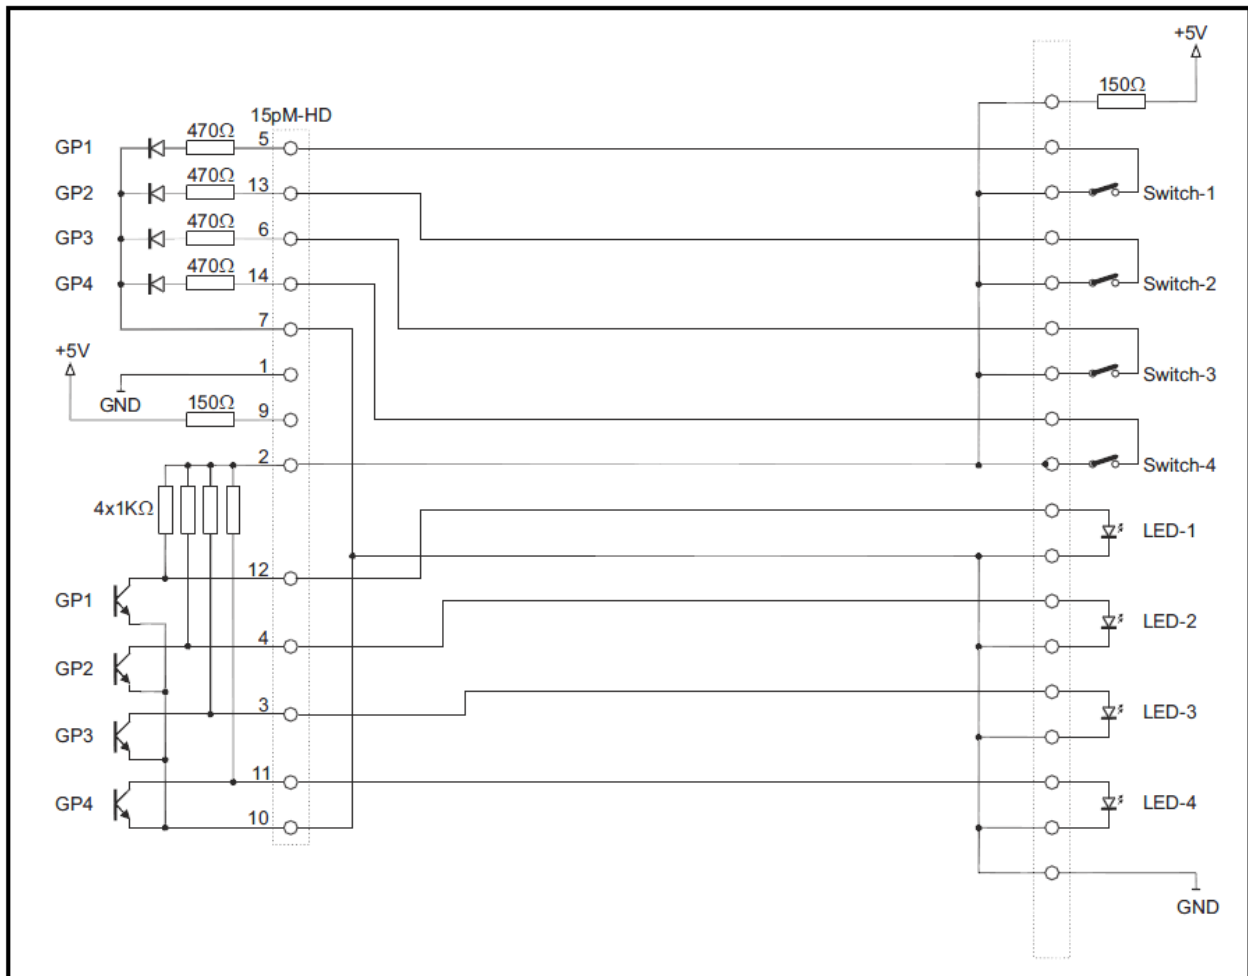 +5V
150Ω
15pM-HD
GP1
470Ω
5
GP2
470Ω
13
Switch-1
GP3
470Ω
6
GP4
470Ω
14
Switch-2
7
+5V
1
Switch-3
GND
150Ω
9
2
Switch-4
4x1KΩ
LED-1
12
GP1
LED-2
4
GP2
3
LED-3
GP3
11
GP4
LED-4
10
GND